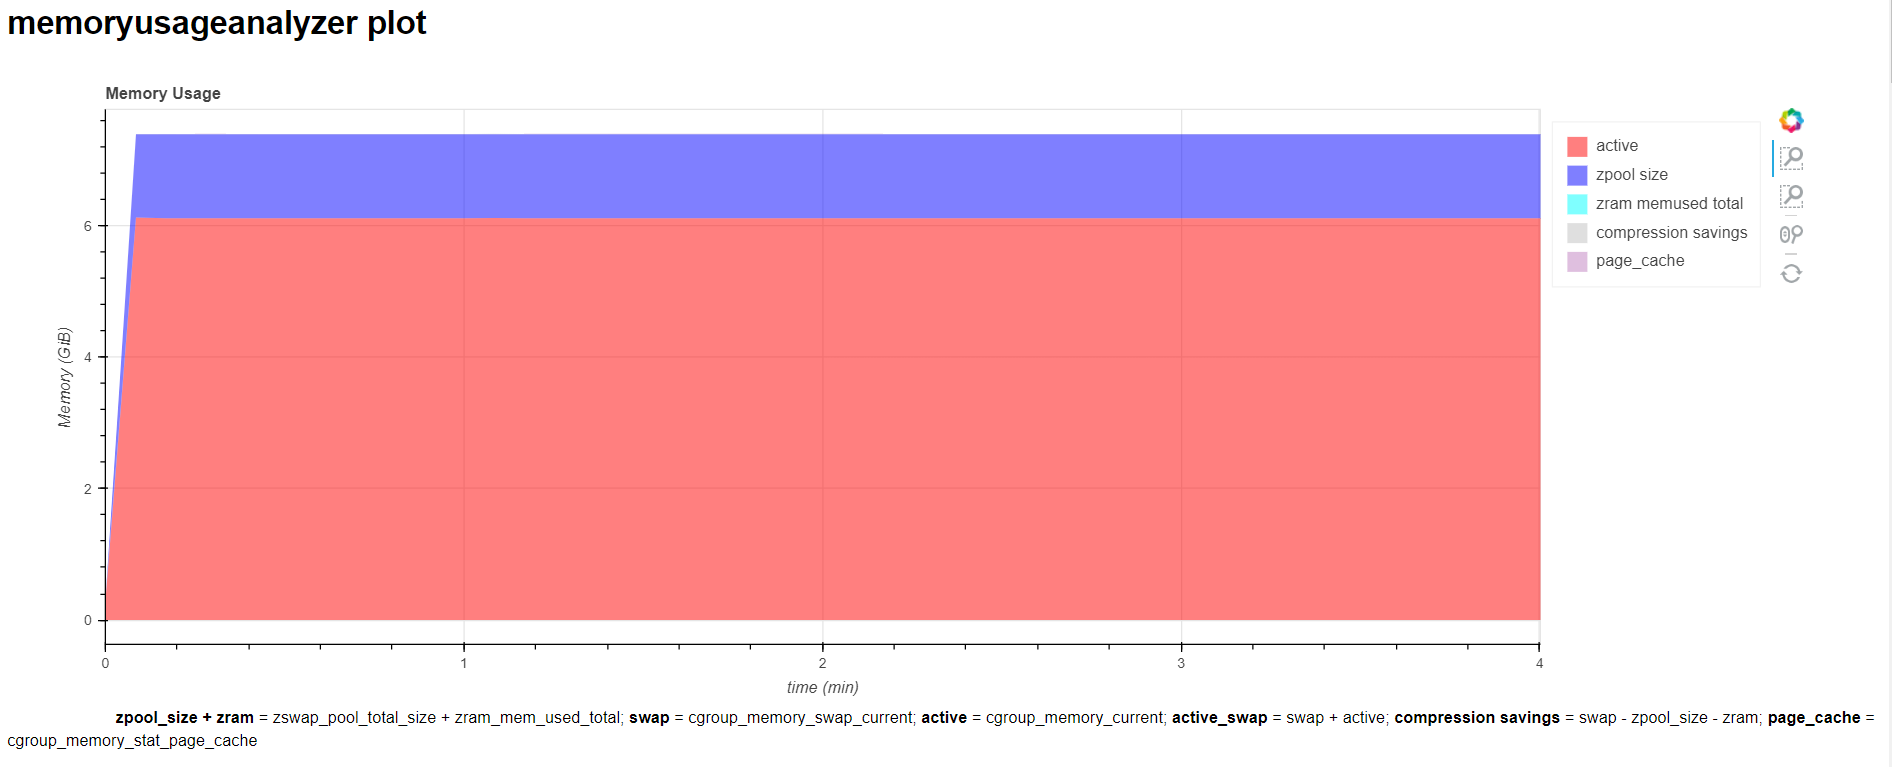 memoryusageanalyzer plot
Memory Usage
active
zpool size
zram memused total
compression savings
page_cache
Memory (GiB)
6
4
2
0
0 1 2 3 4
time (min)
zpool_size + zram = zswap_pool_total_size + zram_mem_used_total; swap = cgroup_memory_swap_current; active = cgroup_memory_current; active_swap = swap + active; compression savings = swap - zpool_size - zram; page_cache =
cgroup_memory_stat_page_cache